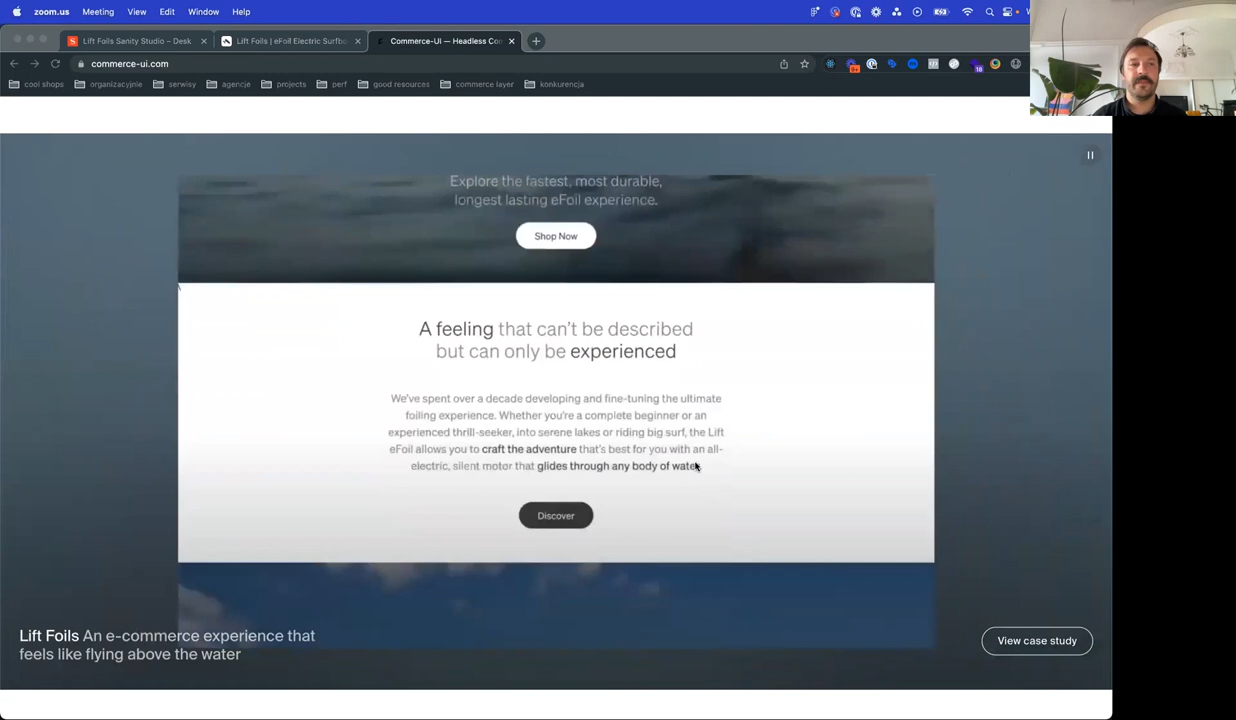 zoom.us Meeting View Edit Window Help
Lift Foils Sanity Studio – Desk
Lift Foils | eFoil Electric Surfbo
Commerce-UI — Headless Con
commerce-ui.com
cool shops organizacyjne serwisy agencje projects perf good resources commerce layer konkurencja
Explore the fastest, most durable,
longest lasting eFoil experience.
Shop Now
A feeling that can't be described
but can only be experienced
We've spent over a decade developing and fine-tuning the ultimate
foiling experience. Whether you're a complete beginner or an
experienced thrill-seeker, into serene lakes or riding big surf, the Lift
eFoil allows you to craft the adventure that's best for you with an all-
electric, silent motor that glides through any body of water
Discover
Lift Foils An e-commerce experience that
feels like flying above the water
View case study